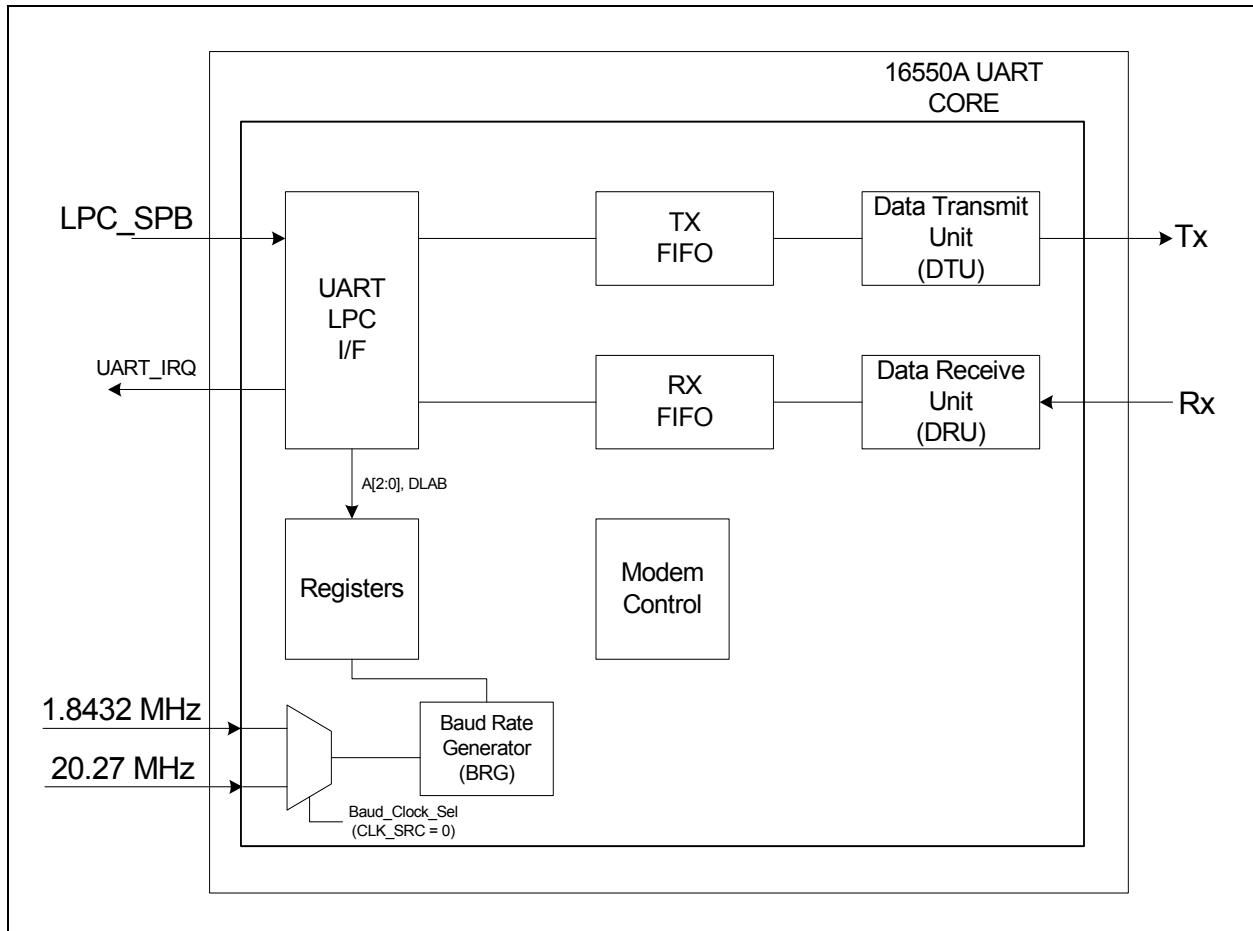 16550A UART
CORE
LPC_SPB
UART
LPC
I/F
TX
FIFO
Data Transmit
Unit
(DTU)
Tx
UART_IRQ
RX
FIFO
Data Receive
Unit
(DRU)
Rx
A[2:0], DLAB
Registers
Modem
Control
1.8432 MHz
20.27 MHz
Baud Rate
Generator
(BRG)
Baud_Clock_Sel
(CLK_SRC = 0)